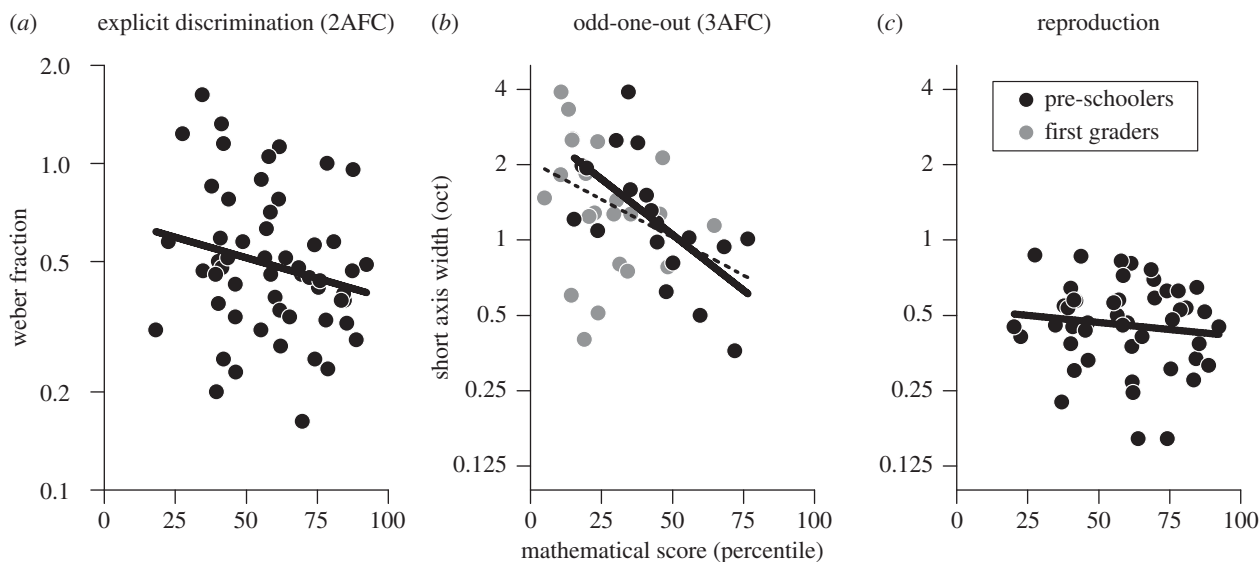 (a) explicit discrimination (2AFC)
(b) odd-one-out (3AFC)
(c) reproduction
weber fraction
2.0
1.0
0.5
0.2
0.1
0 25 50 75 100
short axis width (oct)
4
2
1
0.5
0.25
0.125
0 25 50 75 100
mathematical score (percentile)
pre-schoolers
first graders
4
2
1
0.5
0.25
0.125
0 25 50 75 100